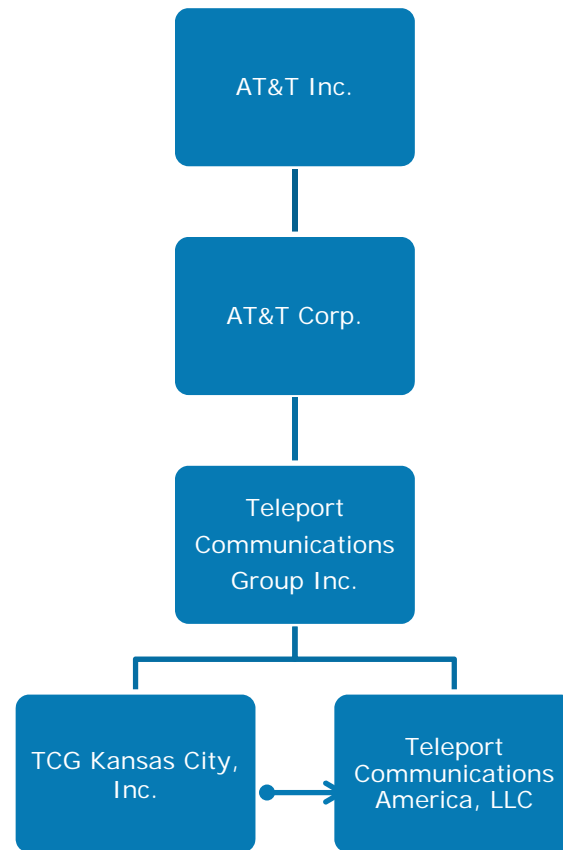 AT&T Inc.
AT&T Corp.
Teleport
Communications
Group Inc.
TCG Kansas City,
Inc.
Teleport
Communications
America, LLC